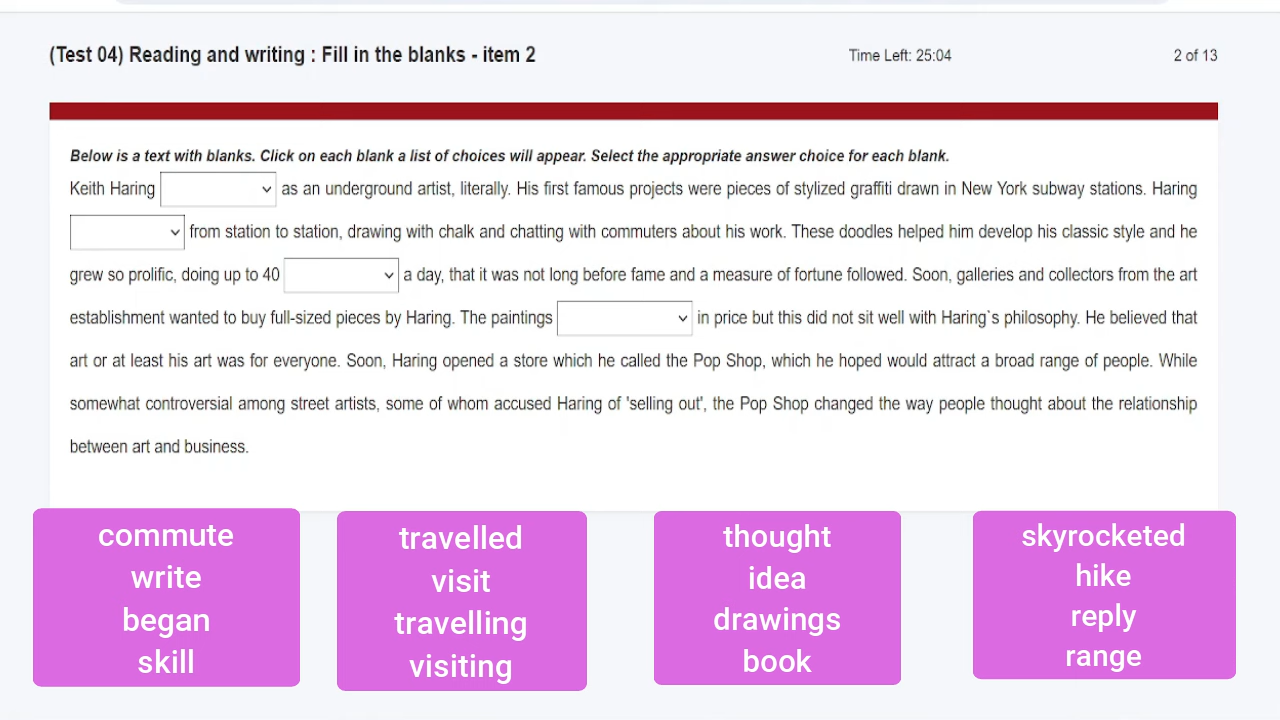 (Test 04) Reading and writing : Fill in the blanks - item 2
Time Left: 25:04
2 of 13
Below is a text with blanks. Click on each blank a list of choices will appear. Select the appropriate answer choice for each blank.
Keith Haring as an underground artist, literally. His first famous projects were pieces of stylized graffiti drawn in New York subway stations. Haring
from station to station, drawing with chalk and chatting with commuters about his work. These doodles helped him develop his classic style and he
grew so prolific, doing up to 40 a day, that it was not long before fame and a measure of fortune followed. Soon, galleries and collectors from the art
establishment wanted to buy full-sized pieces by Haring. The paintings in price but this did not sit well with Haring`s philosophy. He believed that
art or at least his art was for everyone. Soon, Haring opened a store which he called the Pop Shop, which he hoped would attract a broad range of people. While
somewhat controversial among street artists, some of whom accused Haring of 'selling out', the Pop Shop changed the way people thought about the relationship
between art and business.
commute
write
began
skill
travelled
visit
travelling
visiting
thought
idea
drawings
book
skyrocketed
hike
reply
range